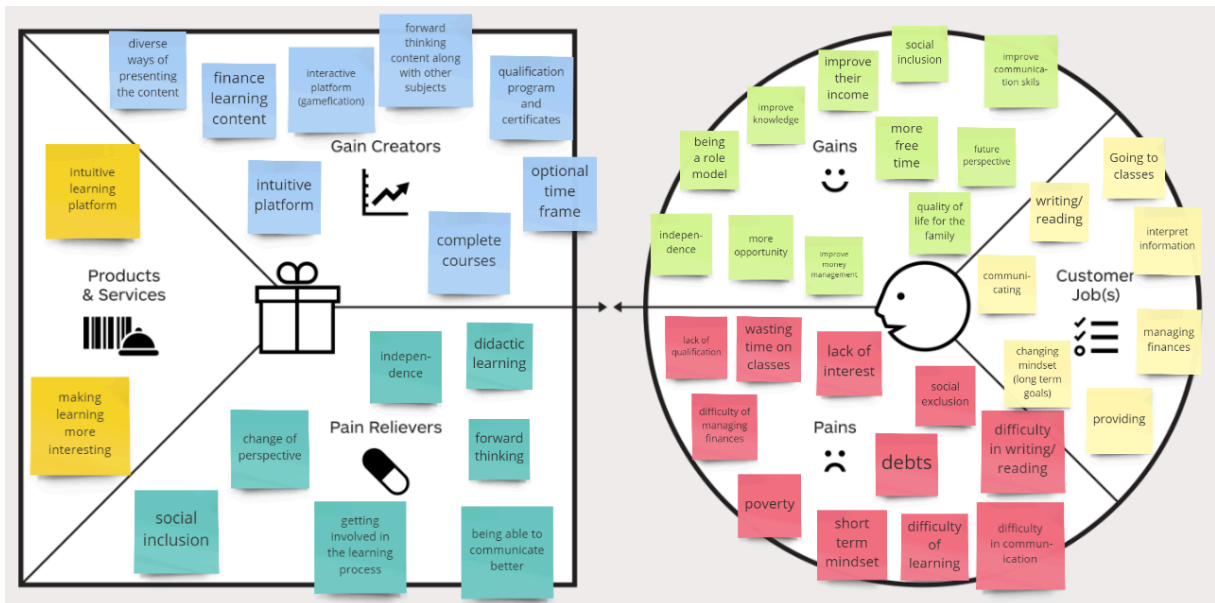 diverse
ways of
presenting
the content
finance
learning
content
interactive
platform
(gamefication)
forward
thinking
content along
with other
subjects
qualification
program
and
certificates
Gain Creators
intuitive
learning
platform
intuitive
platform
optional
time
frame
complete
courses
Products
& Services
making
learning
more
interesting
indepen-
dence
didactic
learning
Pain Relievers
change of
perspective
forward
thinking
social
inclusion
getting
involved in
the learning
process
being able to
communicate
better
social
inclusion
improve
communica-
tion skils
improve
their
income
improve
knowledge
Gains
being
a role
model
more
free
time
future
perspective
quality of
life for the
family
indepen-
dence
more
opportunity
improve
money
management
Going to
classes
writing/
reading
interpret
information
communi-
cating
Customer
Job(s)
managing
finances
changing
mindset
(long term
goals)
providing
lack of
qualification
wasting
time on
classes
lack of
interest
social
exclusion
difficulty of
managing
finances
Pains
debts
difficulty
in writing/
reading
poverty
short
term
mindset
difficulty
of
learning
difficulty
in commun-
ication